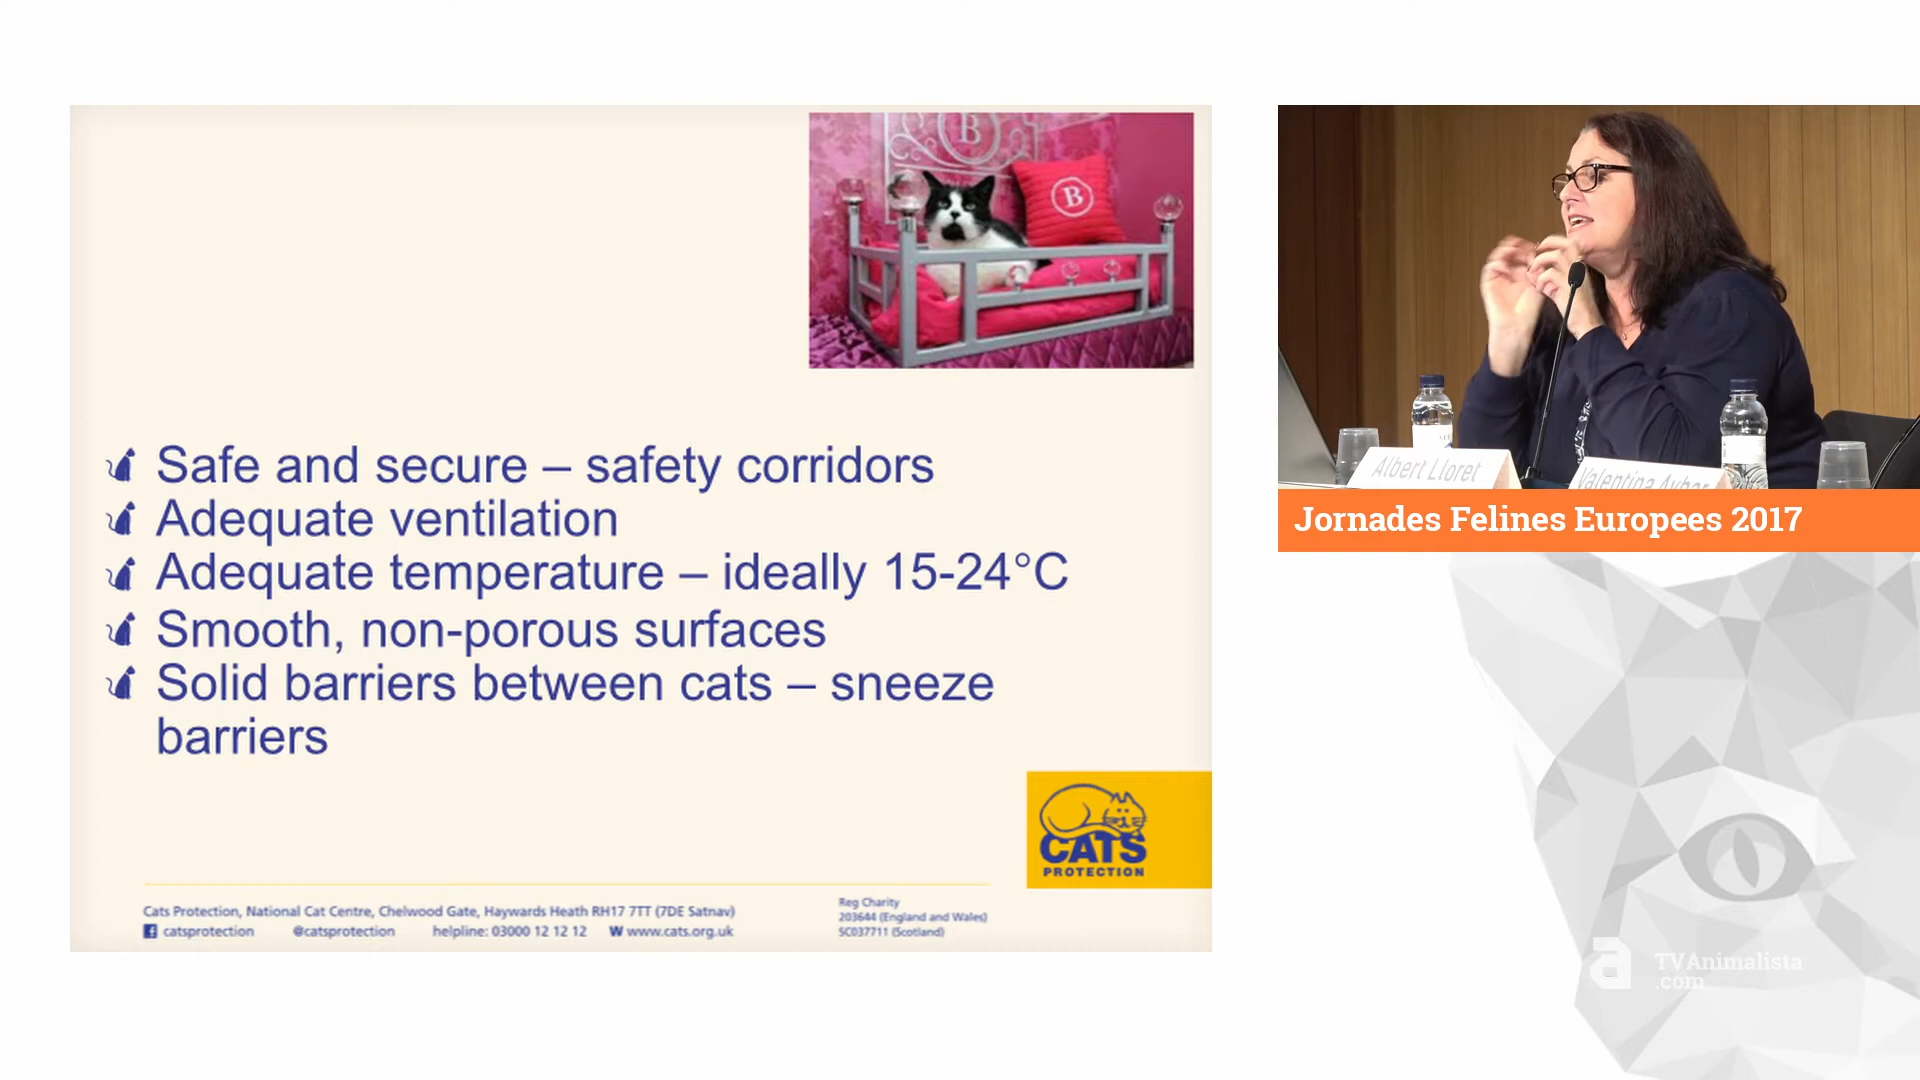 B
B
Safe and secure – safety corridors
Adequate ventilation
Adequate temperature – ideally 15-24°C
Smooth, non-porous surfaces
Solid barriers between cats – sneeze
barriers
CATS
PROTECTION
Cats Protection, National Cat Centre, Chelwood Gate, Haywards Heath RH17 7TT (7DE Satnav)
catsprotection @catsprotection helpline: 03000 12 12 12 W www.cats.org.uk
Reg Charity
203644 (England and Wales)
SC037711 (Scotland)
Albert Lloret
Valentina Aybar
Jornades Felines Europees 2017
a TVAnimalista
.com